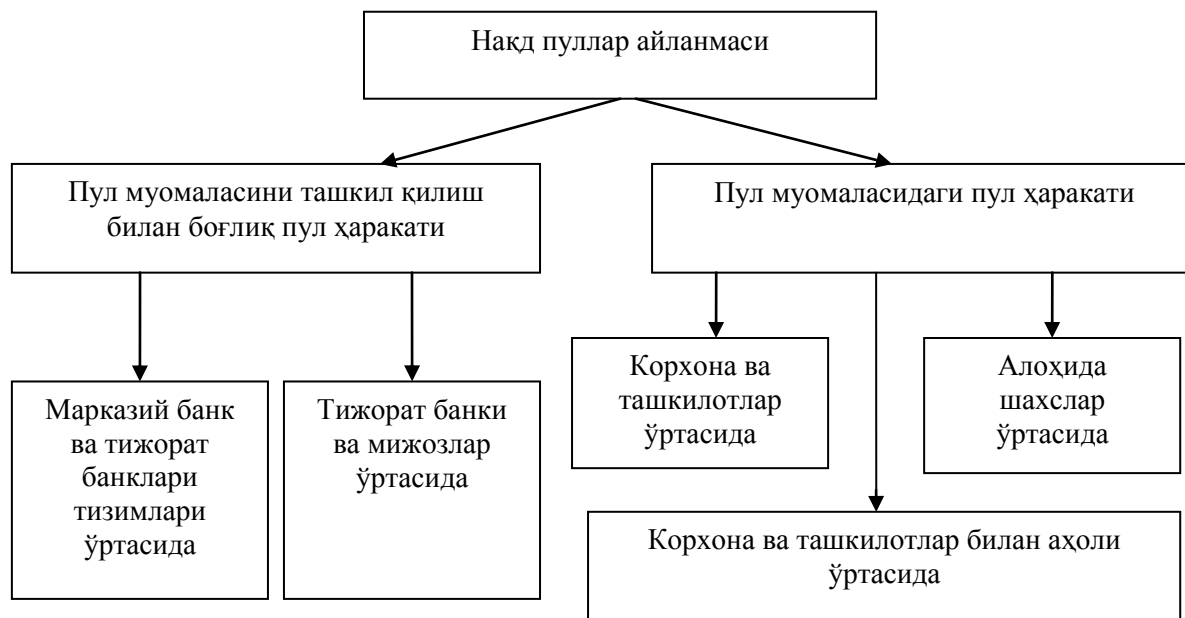 Нақд пуллар айланмаси
Пул муомаласини ташкил қилиш
билан боғлиқ пул ҳаракати
Пул муомаласидаги пул ҳаракати
Марказий банк
ва тижорат
банклари
тизимлари
ўртасида
Тижорат банки
ва мижозлар
ўртасида
Корхона ва
ташкилотлар
ўртасида
Алоҳида
шахслар
ўртасида
Корхона ва ташкилотлар билан аҳоли
ўртасида